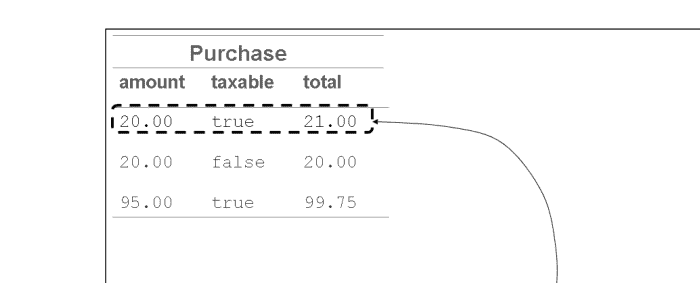 Purchase
amount taxable total
20.00 true 21.00
20.00 false 20.00
95.00 true 99.75